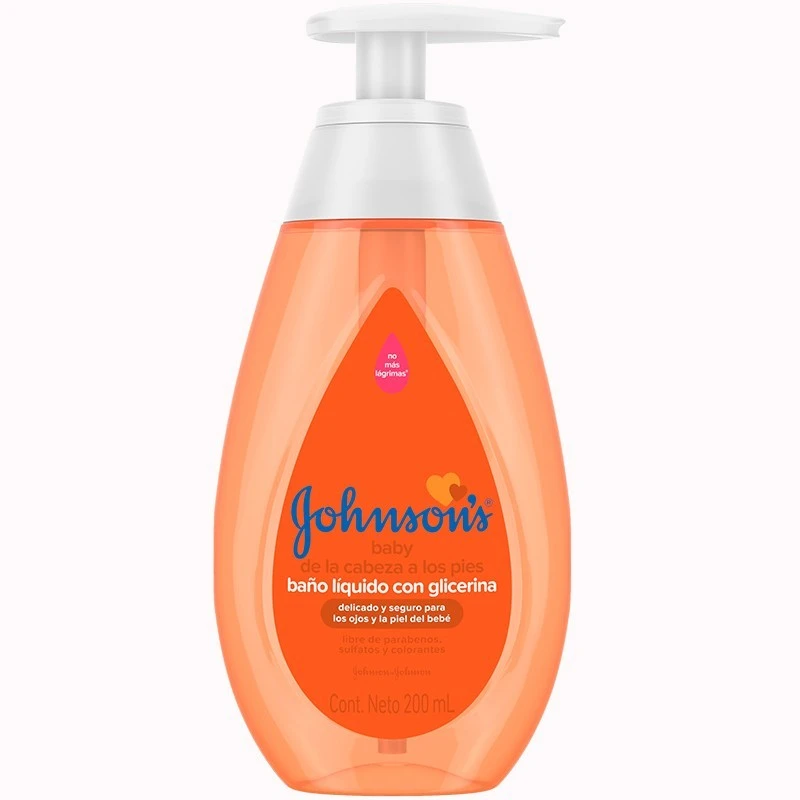 no
más
lágrimas®
Johnson's®
baby
de la cabeza a los pies
baño líquido con glicerina
delicado y seguro para
los ojos y la piel del bebé
libre de parabenos,
sulfatos y colorantes
Johnson & Johnson
Cont. Neto 200 mL